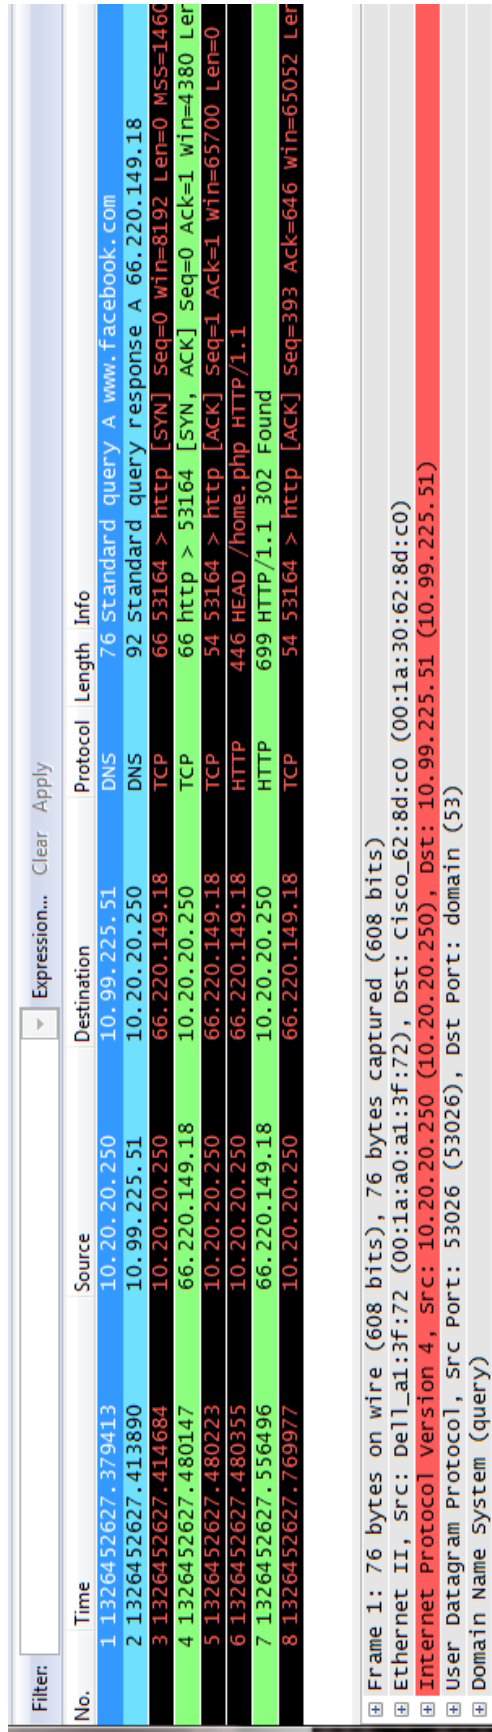 Filter: Expression... Clear Apply
No. Time Source Destination Protocol Length Info
1 1326452627.379413 10.20.20.250 10.99.225.51 DNS 76 Standard query A www.facebook.com
2 1326452627.413890 10.99.225.51 10.20.20.250 DNS 92 Standard query response A 66.220.149.18
3 1326452627.414684 10.20.20.250 66.220.149.18 TCP 66 53164 > http [SYN] Seq=0 Win=8192 Len=0 MSS=1460
4 1326452627.480147 66.220.149.18 10.20.20.250 TCP 66 http > 53164 [SYN, ACK] Seq=0 Ack=1 Win=4380 Ler
5 1326452627.480223 10.20.20.250 66.220.149.18 TCP 54 53164 > http [ACK] Seq=1 Ack=1 Win=65700 Len=0
6 1326452627.480355 10.20.20.250 66.220.149.18 HTTP 446 HEAD /home.php HTTP/1.1
7 1326452627.556496 66.220.149.18 10.20.20.250 HTTP 699 HTTP/1.1 302 Found
8 1326452627.769977 10.20.20.250 66.220.149.18 TCP 54 53164 > http [ACK] Seq=393 Ack=646 Win=65052 Ler
Frame 1: 76 bytes on wire (608 bits), 76 bytes captured (608 bits)
Ethernet II, Src: Dell_a1:3f:72 (00:1a:a0:a1:3f:72), Dst: Cisco_62:8d:c0 (00:1a:30:62:8d:c0)
Internet Protocol Version 4, Src: 10.20.20.250 (10.20.20.250), Dst: 10.99.225.51 (10.99.225.51)
User Datagram Protocol, Src Port: 53026 (53026), Dst Port: domain (53)
Domain Name System (query)